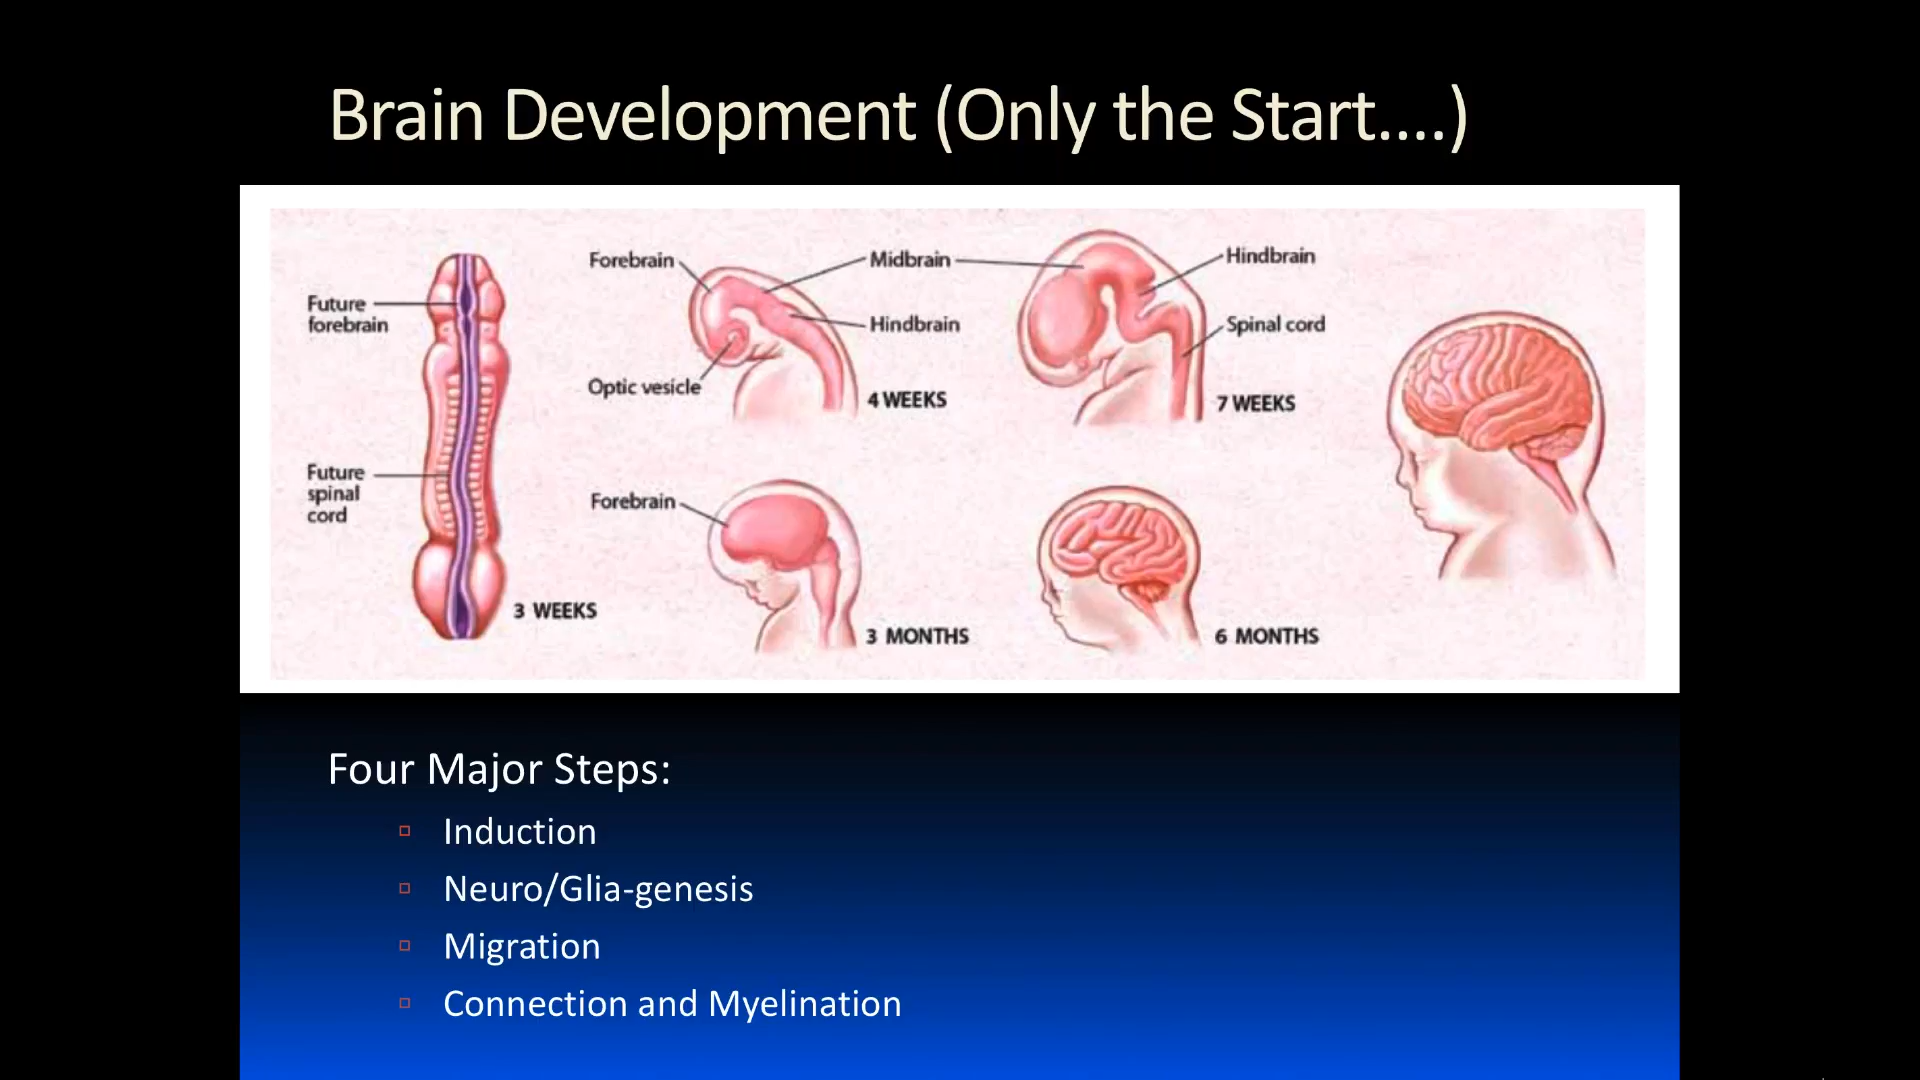 Brain Development (Only the Start....)
Future
forebrain
Future
spinal
cord
3 WEEKS
Forebrain
Optic vesicle
Midbrain
Hindbrain
4 WEEKS
Hindbrain
Spinal cord
7 WEEKS
Forebrain
3 MONTHS
6 MONTHS
Four Major Steps:
Induction
Neuro/Glia-genesis
Migration
Connection and Myelination